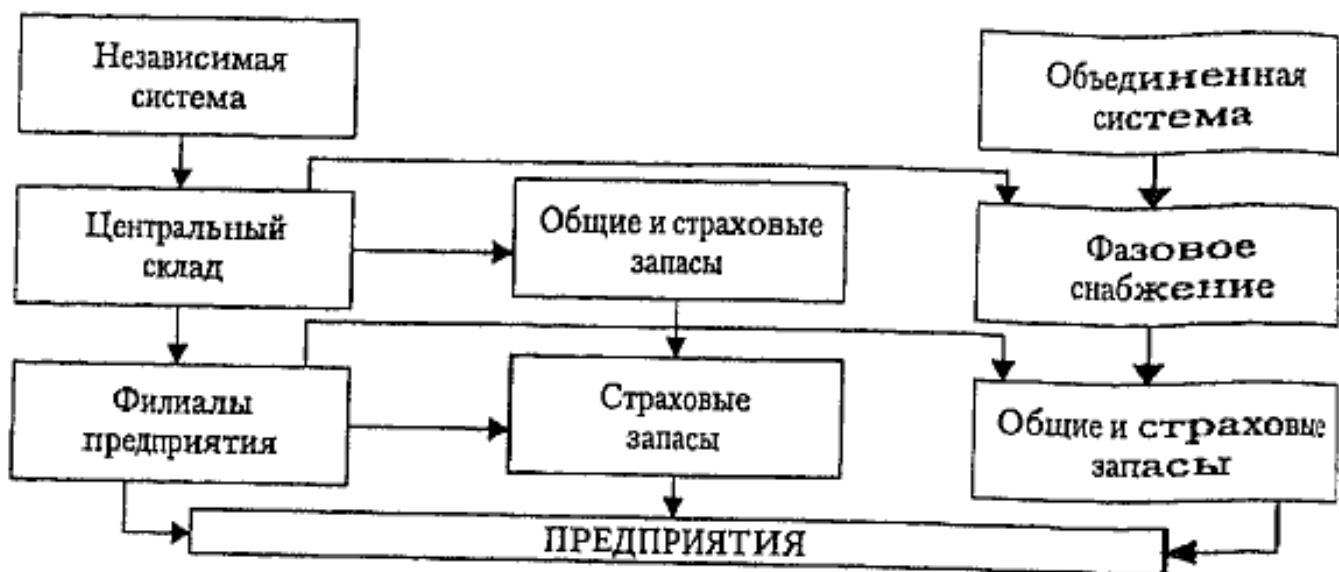 Независимая
система
Объединенная
система
Центральный
склад
Общие и страховые
запасы
Фазовое
снабжение
Филиалы
предприятия
Страховые
запасы
Общие и страховые
запасы
ПРЕДПРИЯТИЯ